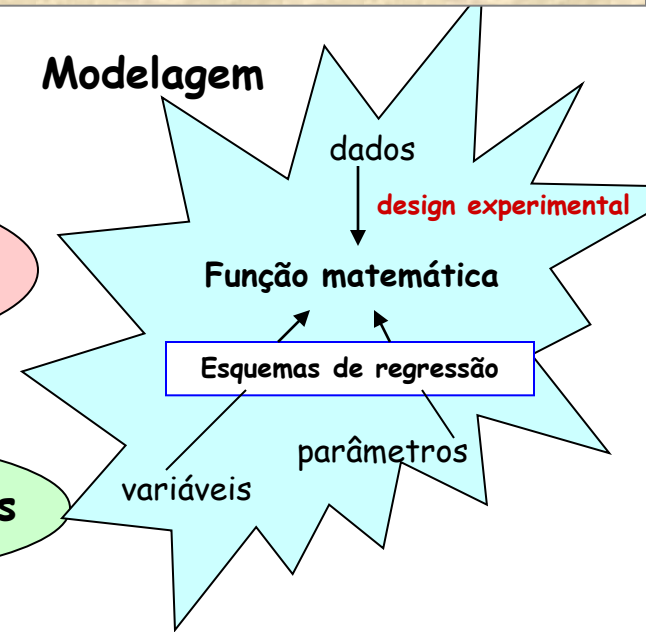 Modelagem
dados
design experimental
Função matemática
Esquemas de regressão
parâmetros
variáveis
s